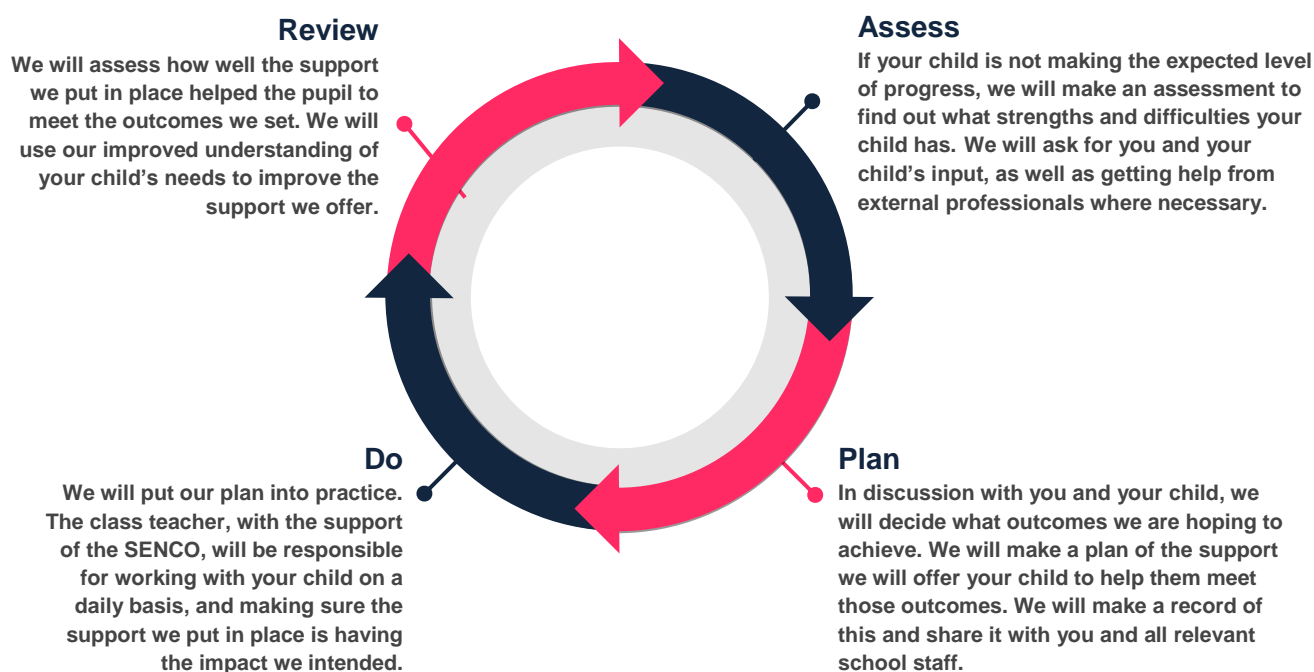 Review
We will assess how well the support
we put in place helped the pupil to
meet the outcomes we set. We will
use our improved understanding of
your child’s needs to improve the
support we offer.
Assess
If your child is not making the expected level
of progress, we will make an assessment to
find out what strengths and difficulties your
child has. We will ask for you and your
child’s input, as well as getting help from
external professionals where necessary.
Do
We will put our plan into practice.
The class teacher, with the support
of the SENCO, will be responsible
for working with your child on a
daily basis, and making sure the
support we put in place is having
the impact we intended.
Plan
In discussion with you and your child, we
will decide what outcomes we are hoping to
achieve. We will make a plan of the support
we will offer your child to help them meet
those outcomes. We will make a record of
this and share it with you and all relevant
school staff.